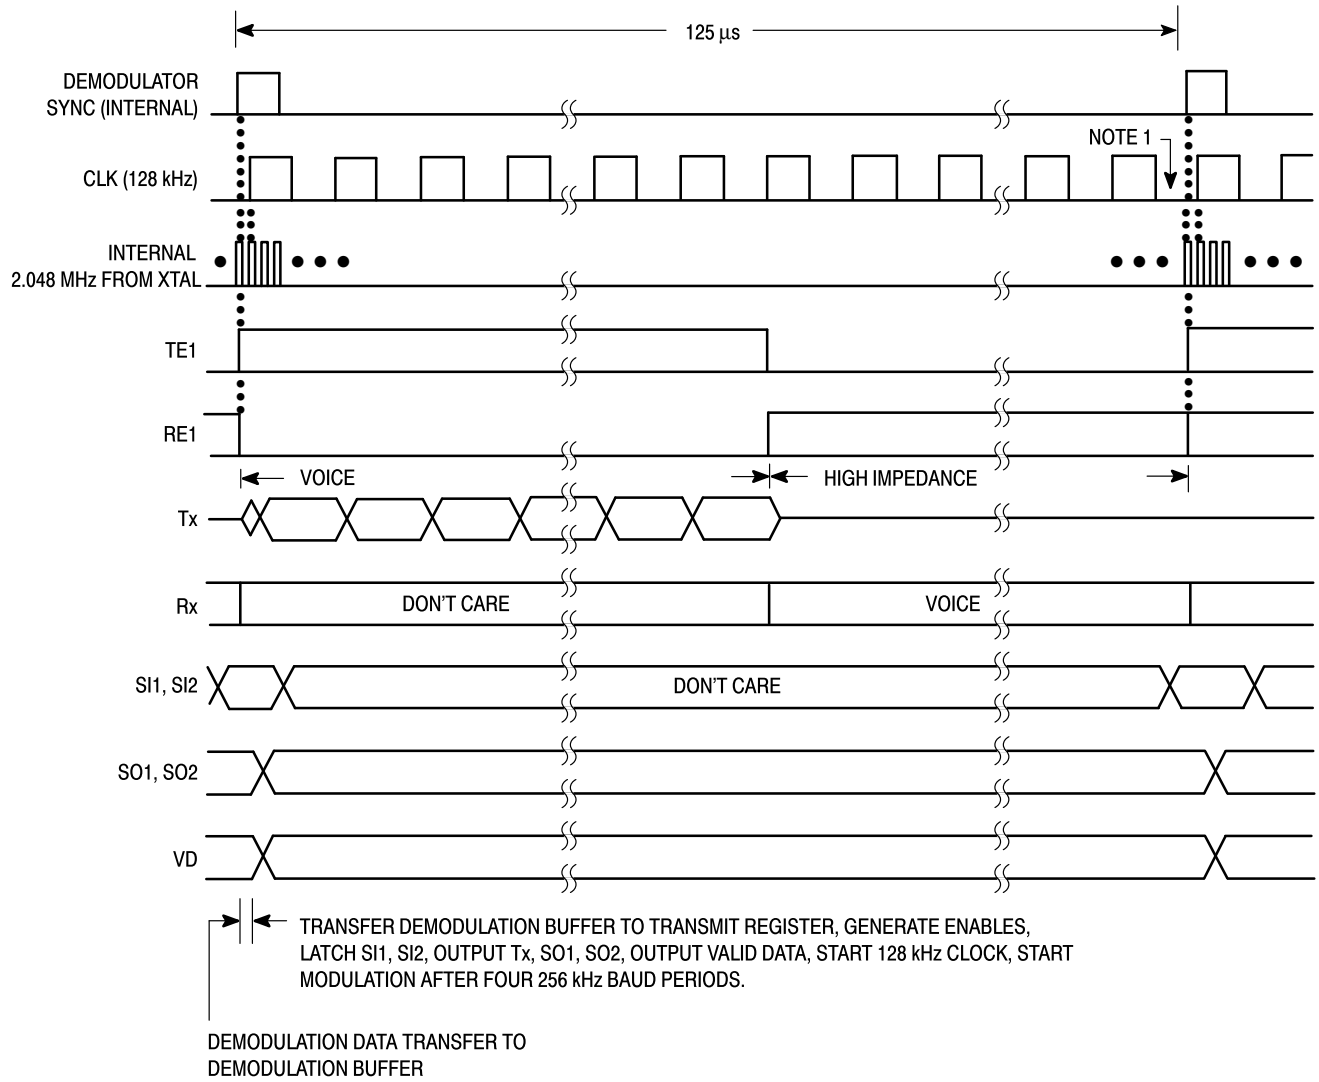 125 μs
DEMODULATOR
SYNC (INTERNAL)
NOTE 1
CLK (128 kHz)
INTERNAL
2.048 MHz FROM XTAL
TE1
RE1
VOICE
HIGH IMPEDANCE
Tx
Rx
DON'T CARE
VOICE
SI1, SI2
DON'T CARE
SO1, SO2
VD
TRANSFER DEMODULATION BUFFER TO TRANSMIT REGISTER, GENERATE ENABLES,
LATCH SI1, SI2, OUTPUT Tx, SO1, SO2, OUTPUT VALID DATA, START 128 kHz CLOCK, START
MODULATION AFTER FOUR 256 kHz BAUD PERIODS.
DEMODULATION DATA TRANSFER TO
DEMODULATION BUFFER